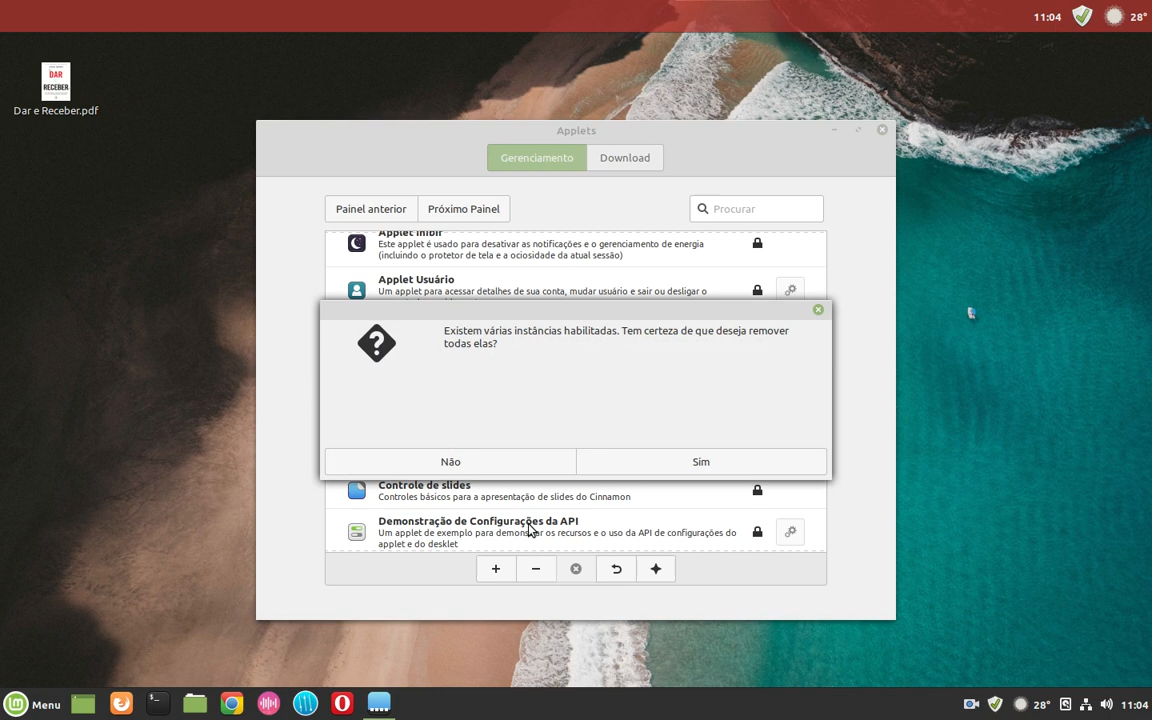 11:04
28°
DAR
RECEBER
Dar e Receber.pdf
Applets
Gerenciamento
Download
Painel anterior
Próximo Painel
Procurar
Applet Inibir
Este applet é usado para desativar as notificações e o gerenciamento de energia
(incluindo o protetor de tela e a ociosidade da atual sessão)
Applet Usuário
Um applet para acessar detalhes de sua conta, mudar usuário e sair ou desligar o
Existem várias instâncias habilitadas. Tem certeza de que deseja remover
todas elas?
Não
Sim
Controle de slides
Controles básicos para a apresentação de slides do Cinnamon
Demonstração de Configurações da API
Um applet de exemplo para demonstrar os recursos e o uso da API de configurações do
applet e do desklet
Menu
28°
11:04